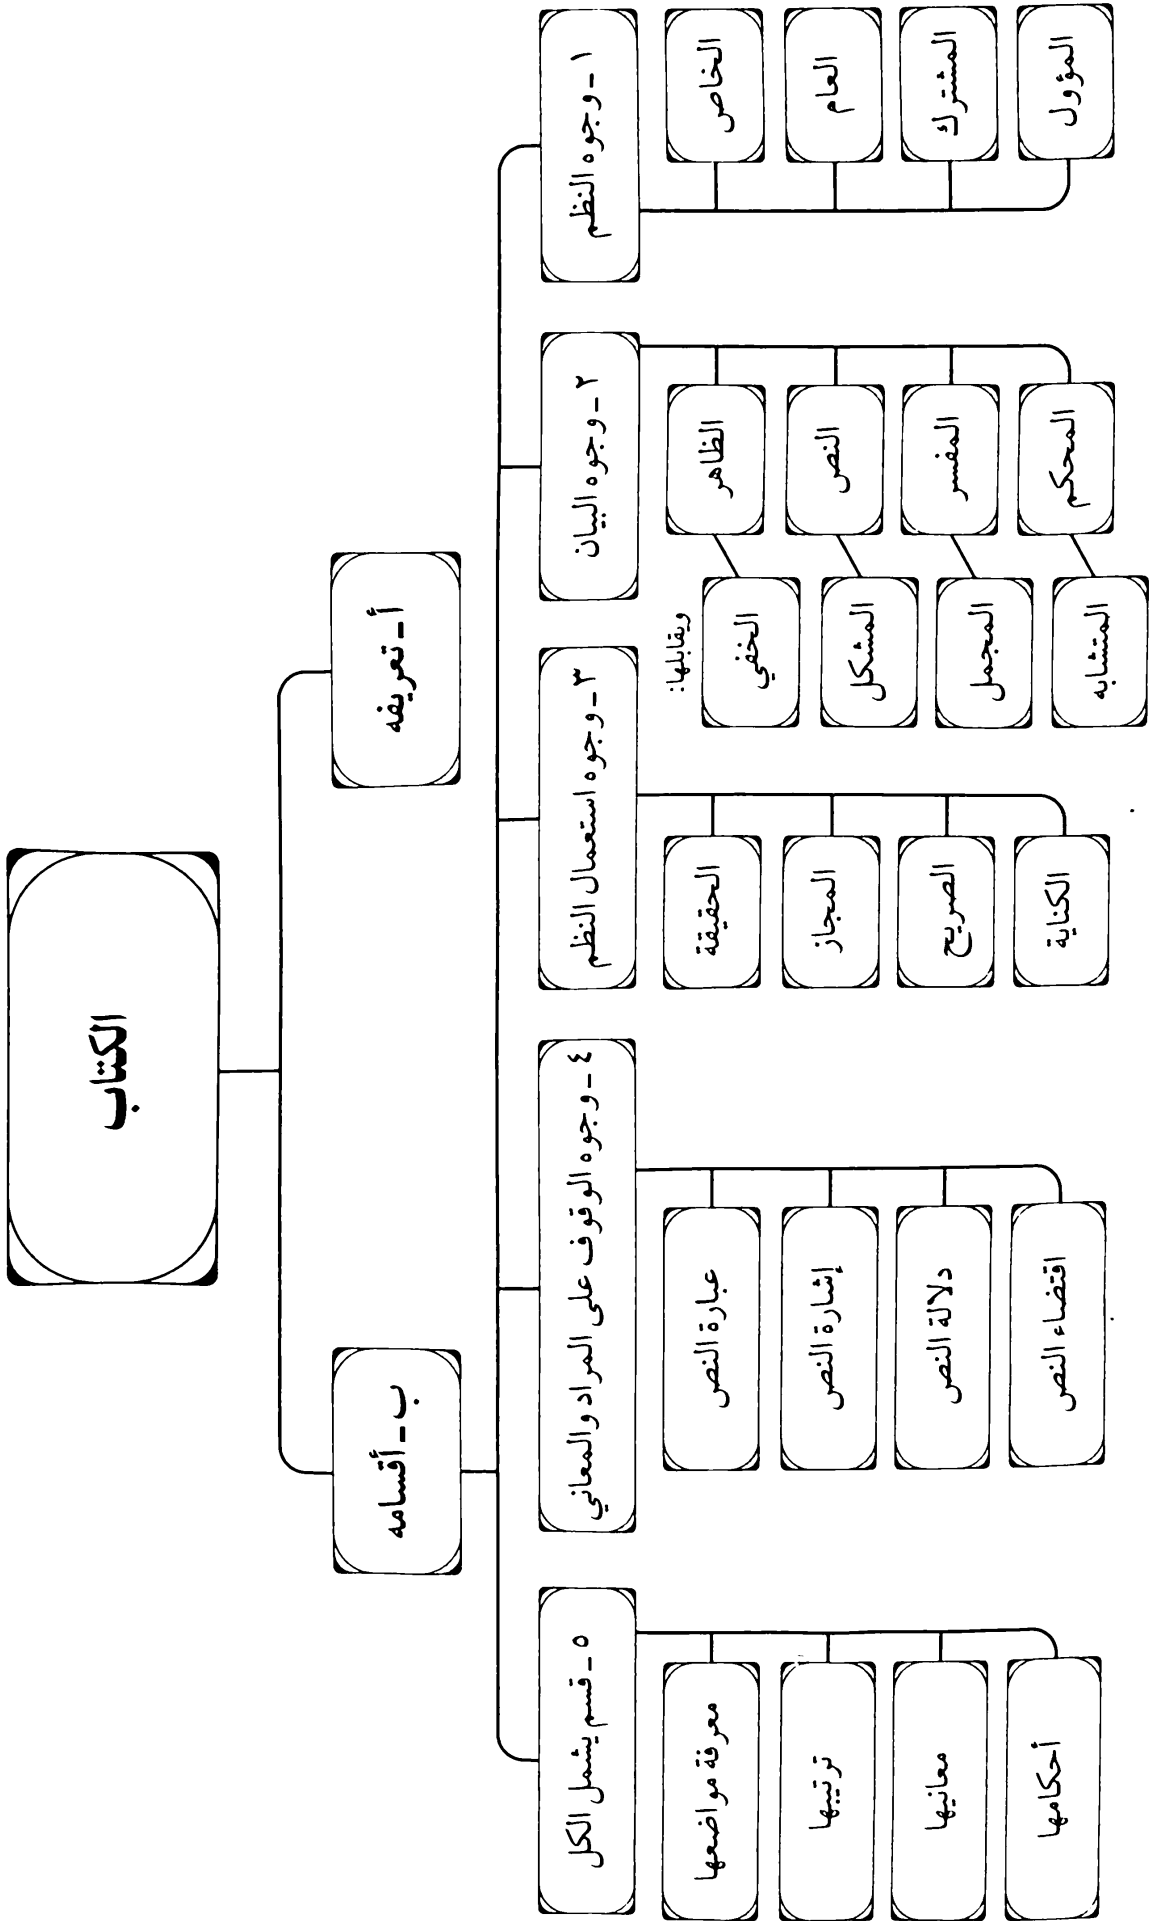 الكتاب
أ ـ تعريفه
ب ـ أقسامه
١ ـ وجوه النظم
الخاص
العام
المشترك
المؤول
٢ ـ وجوه البيان
الظاهر
النص
المفسر
المحكم
ويقابلها:
الخفي
المشكل
المجمل
المتشابه
٣ ـ وجوه استعمال النظم
الحقيقة
المجاز
الصريح
الكناية
٤ ـ وجوه الوقوف على المراد والمعاني
عبارة النص
إشارة النص
دلالة النص
اقتضاء النص
٥ ـ قسم يشمل الكل
معرفة مواضعها
ترتيبها
معانيها
أحكامها